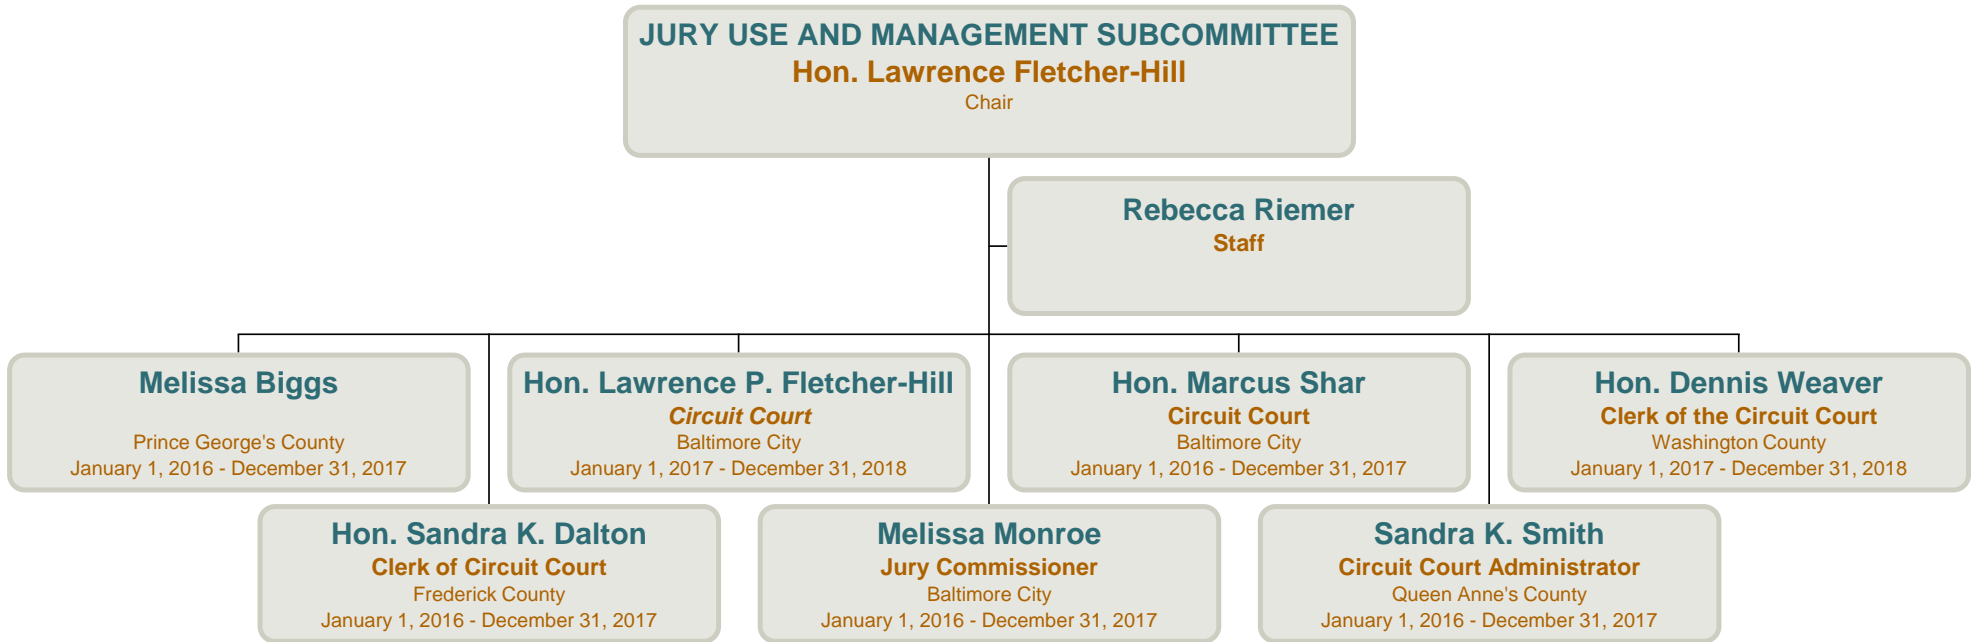 JURY USE AND MANAGEMENT SUBCOMMITTEE
Hon. Lawrence Fletcher-Hill
Chair
Rebecca Riemer
Staff
Melissa Biggs
Prince George's County
January 1, 2016 - December 31, 2017
Hon. Lawrence P. Fletcher-Hill
Circuit Court
Baltimore City
January 1, 2017 - December 31, 2018
Hon. Marcus Shar
Circuit Court
Baltimore City
January 1, 2016 - December 31, 2017
Hon. Dennis Weaver
Clerk of the Circuit Court
Washington County
January 1, 2017 - December 31, 2018
Hon. Sandra K. Dalton
Clerk of Circuit Court
Frederick County
January 1, 2016 - December 31, 2017
Melissa Monroe
Jury Commissioner
Baltimore City
January 1, 2016 - December 31, 2017
Sandra K. Smith
Circuit Court Administrator
Queen Anne's County
January 1, 2016 - December 31, 2017